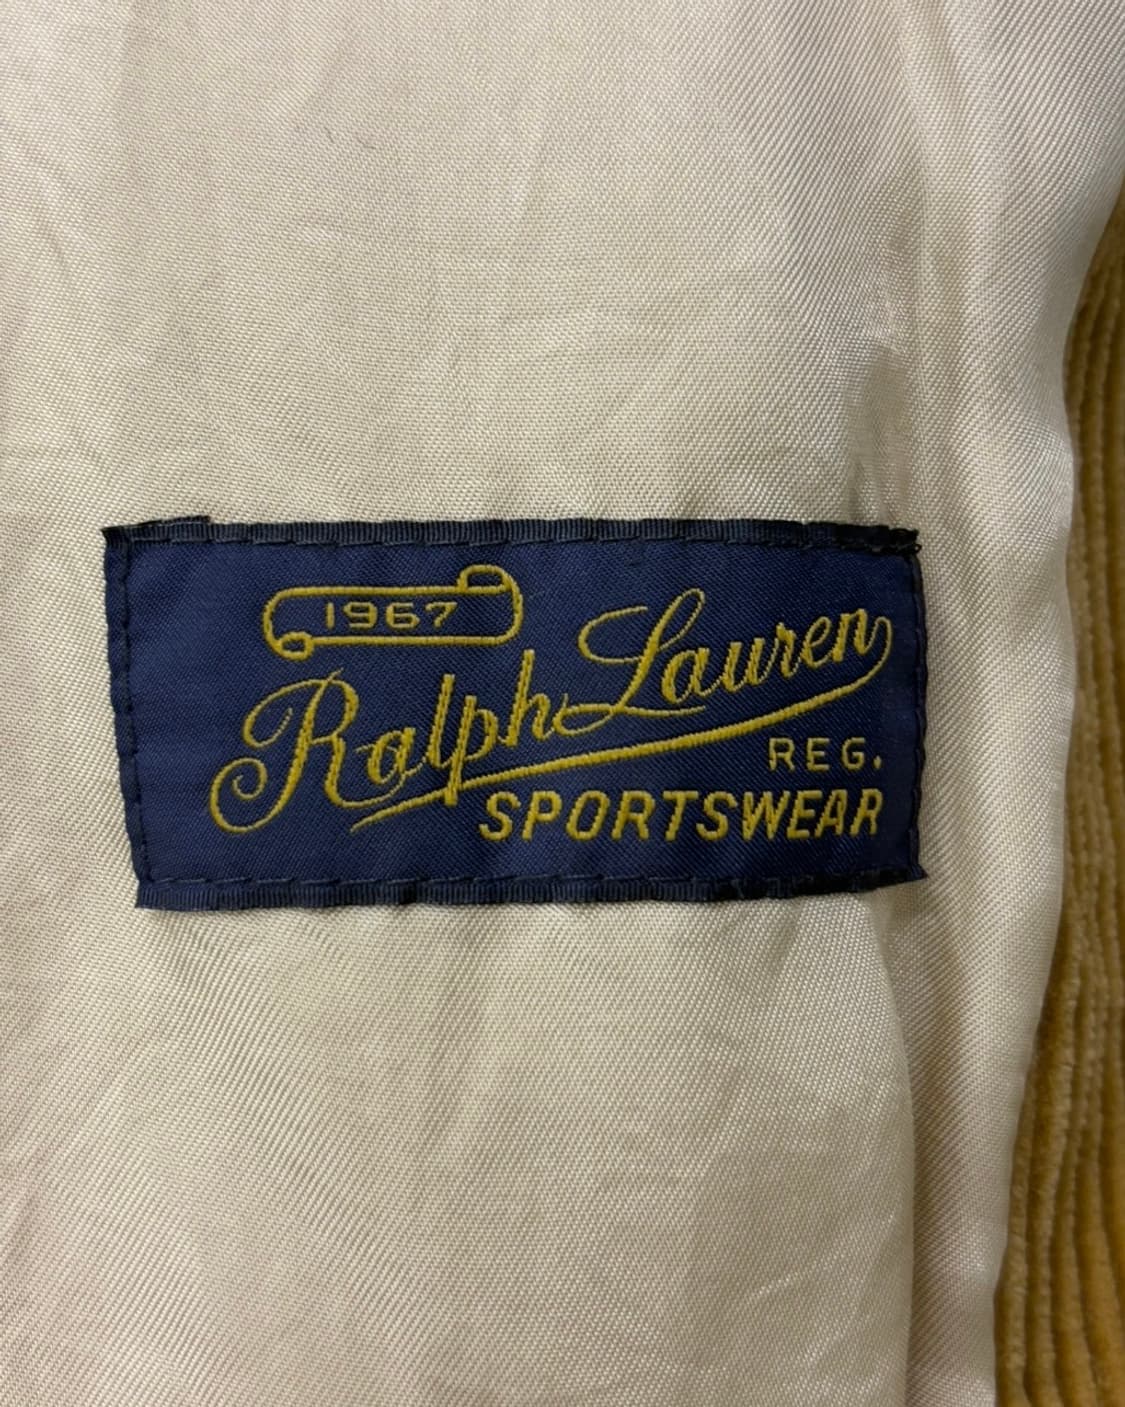 1967
Ralph Lauren
REG.
SPORTSWEAR